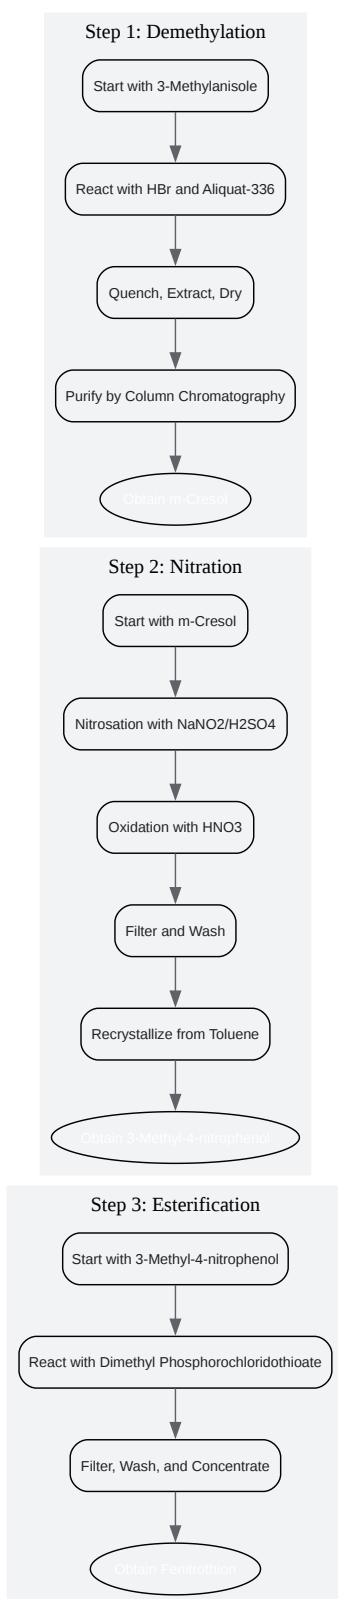 Step 1: Demethylation
Start with 3-Methylanisole
React with HBr and Aliquat-336
Quench, Extract, Dry
Purify by Column Chromatography
Obtain m-Cresol
Step 2: Nitration
Start with m-Cresol
Nitrosation with NaNO2/H2SO4
Oxidation with HNO3
Filter and Wash
Recrystallize from Toluene
Obtain 3-Methyl-4-nitrophenol
Step 3: Esterification
Start with 3-Methyl-4-nitrophenol
React with Dimethyl Phosphorochloridothioate
Filter, Wash, and Concentrate
Obtain Fenitrothion